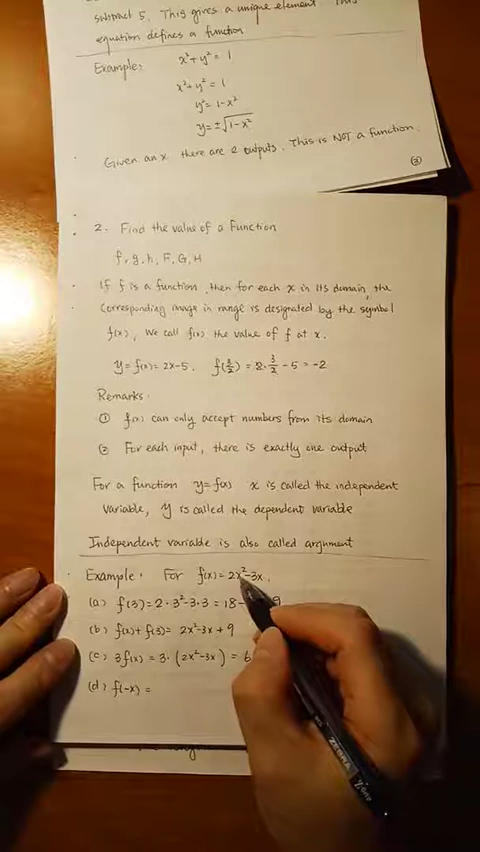 subtract 5. This gives a unique element. This
equation defines a function
Example: x²+y² = 1
x²+y² = 1
y² = 1-x²
y = ±√(1-x²)
Given an x there are 2 outputs. This is NOT a function.
②
2. Find the value of a Function
f, g, h, F, G, H
If f is a function, then for each x in its domain, the
corresponding image in range is designated by the symbol
f(x), We call f(x) the value of f at x.
y = f(x) = 2x-5. f(3/2) = 2·3/2 - 5 = -2
Remarks:
① f(x) can only accept numbers from its domain
② For each input, there is exactly one output
For a function y=f(x) x is called the independent
variable, y is called the dependent variable
Independent variable is also called argument
Example: For f(x) = 2x²-3x.
(a) f(3) = 2·3²-3·3 = 18- 9
(b) f(x)+f(3) = 2x²-3x+9
(c) 3f(x) = 3·(2x²-3x) = 6
(d) f(-x) =
ZEBRA